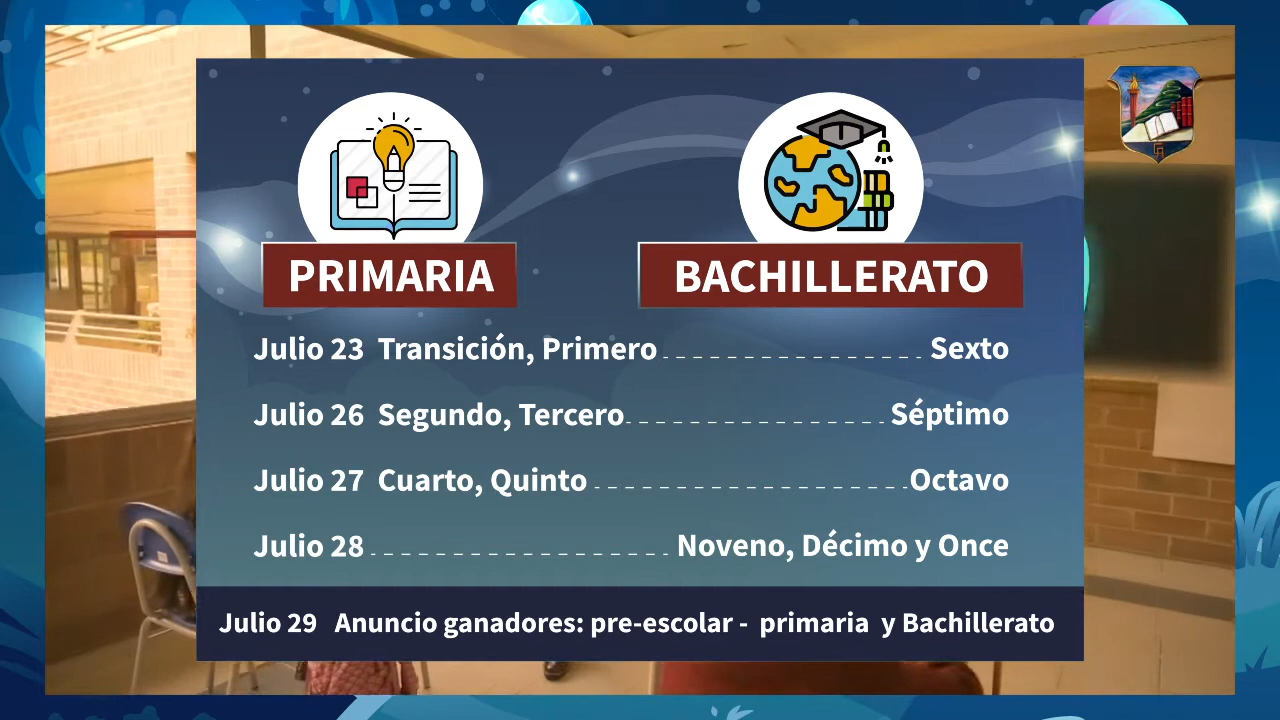 PRIMARIA BACHILLERATO
Julio 23 Transición, Primero Sexto
Julio 26 Segundo, Tercero Séptimo
Julio 27 Cuarto, Quinto Octavo
Julio 28 Noveno, Décimo y Once
Julio 29 Anuncio ganadores: pre-escolar - primaria y Bachillerato